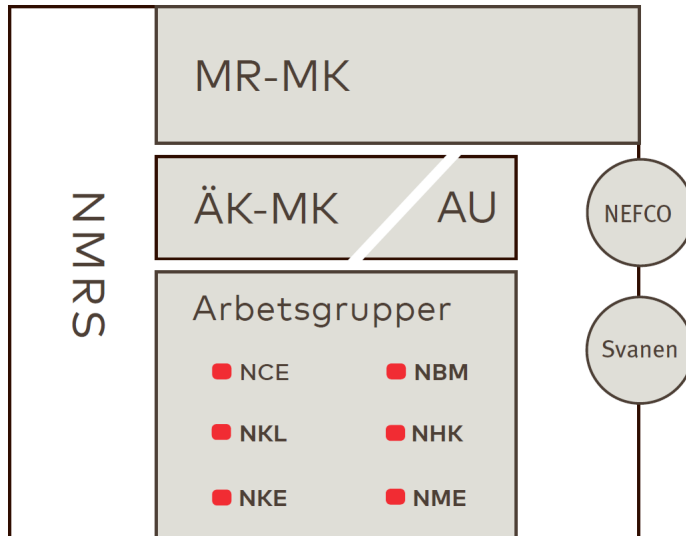 MR-MK
NMRS
ÄK-MK
AU
NEFCO
Svanen
Arbetsgrupper
NCE NBM
NKL NHK
NKE NME